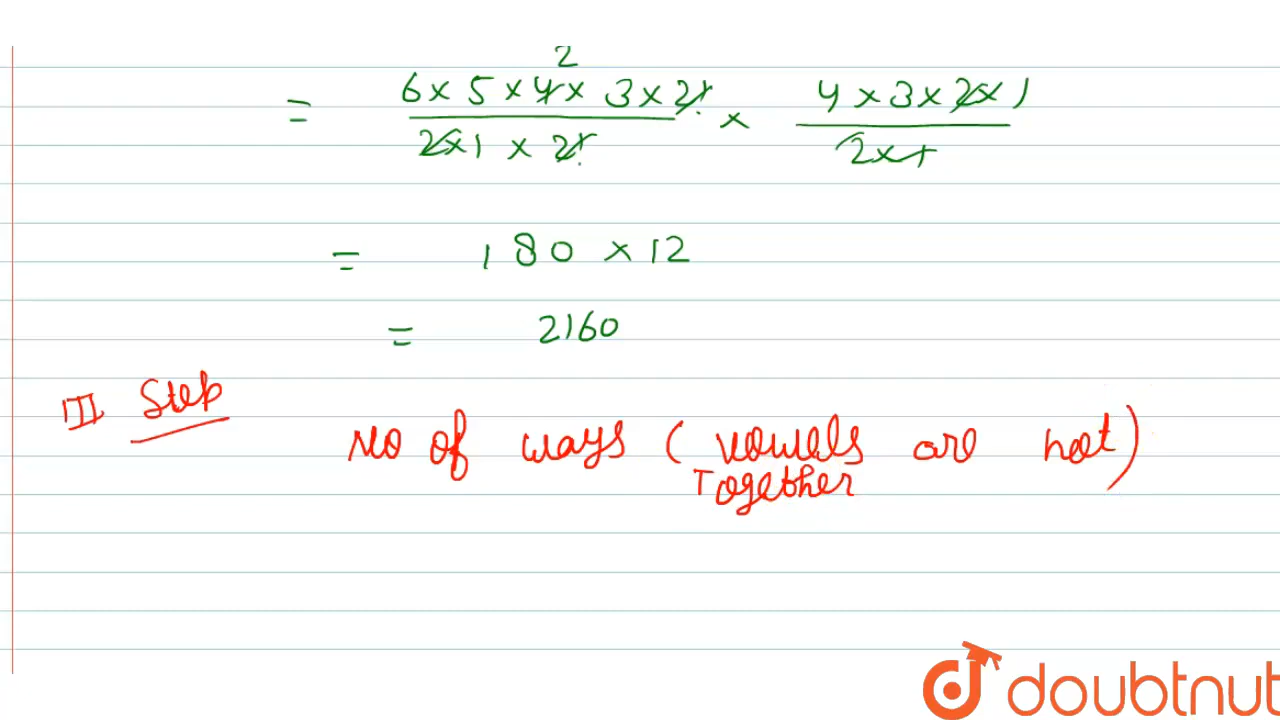 2
= 6 x 5 x 4 x 3 x 2! x 4 x 3 x 2 x 1
2 x 1 x 2! 2 x 1
= 180 x 12
= 2160
III Step
No of ways ( vowels are not )
Together
doubtnut